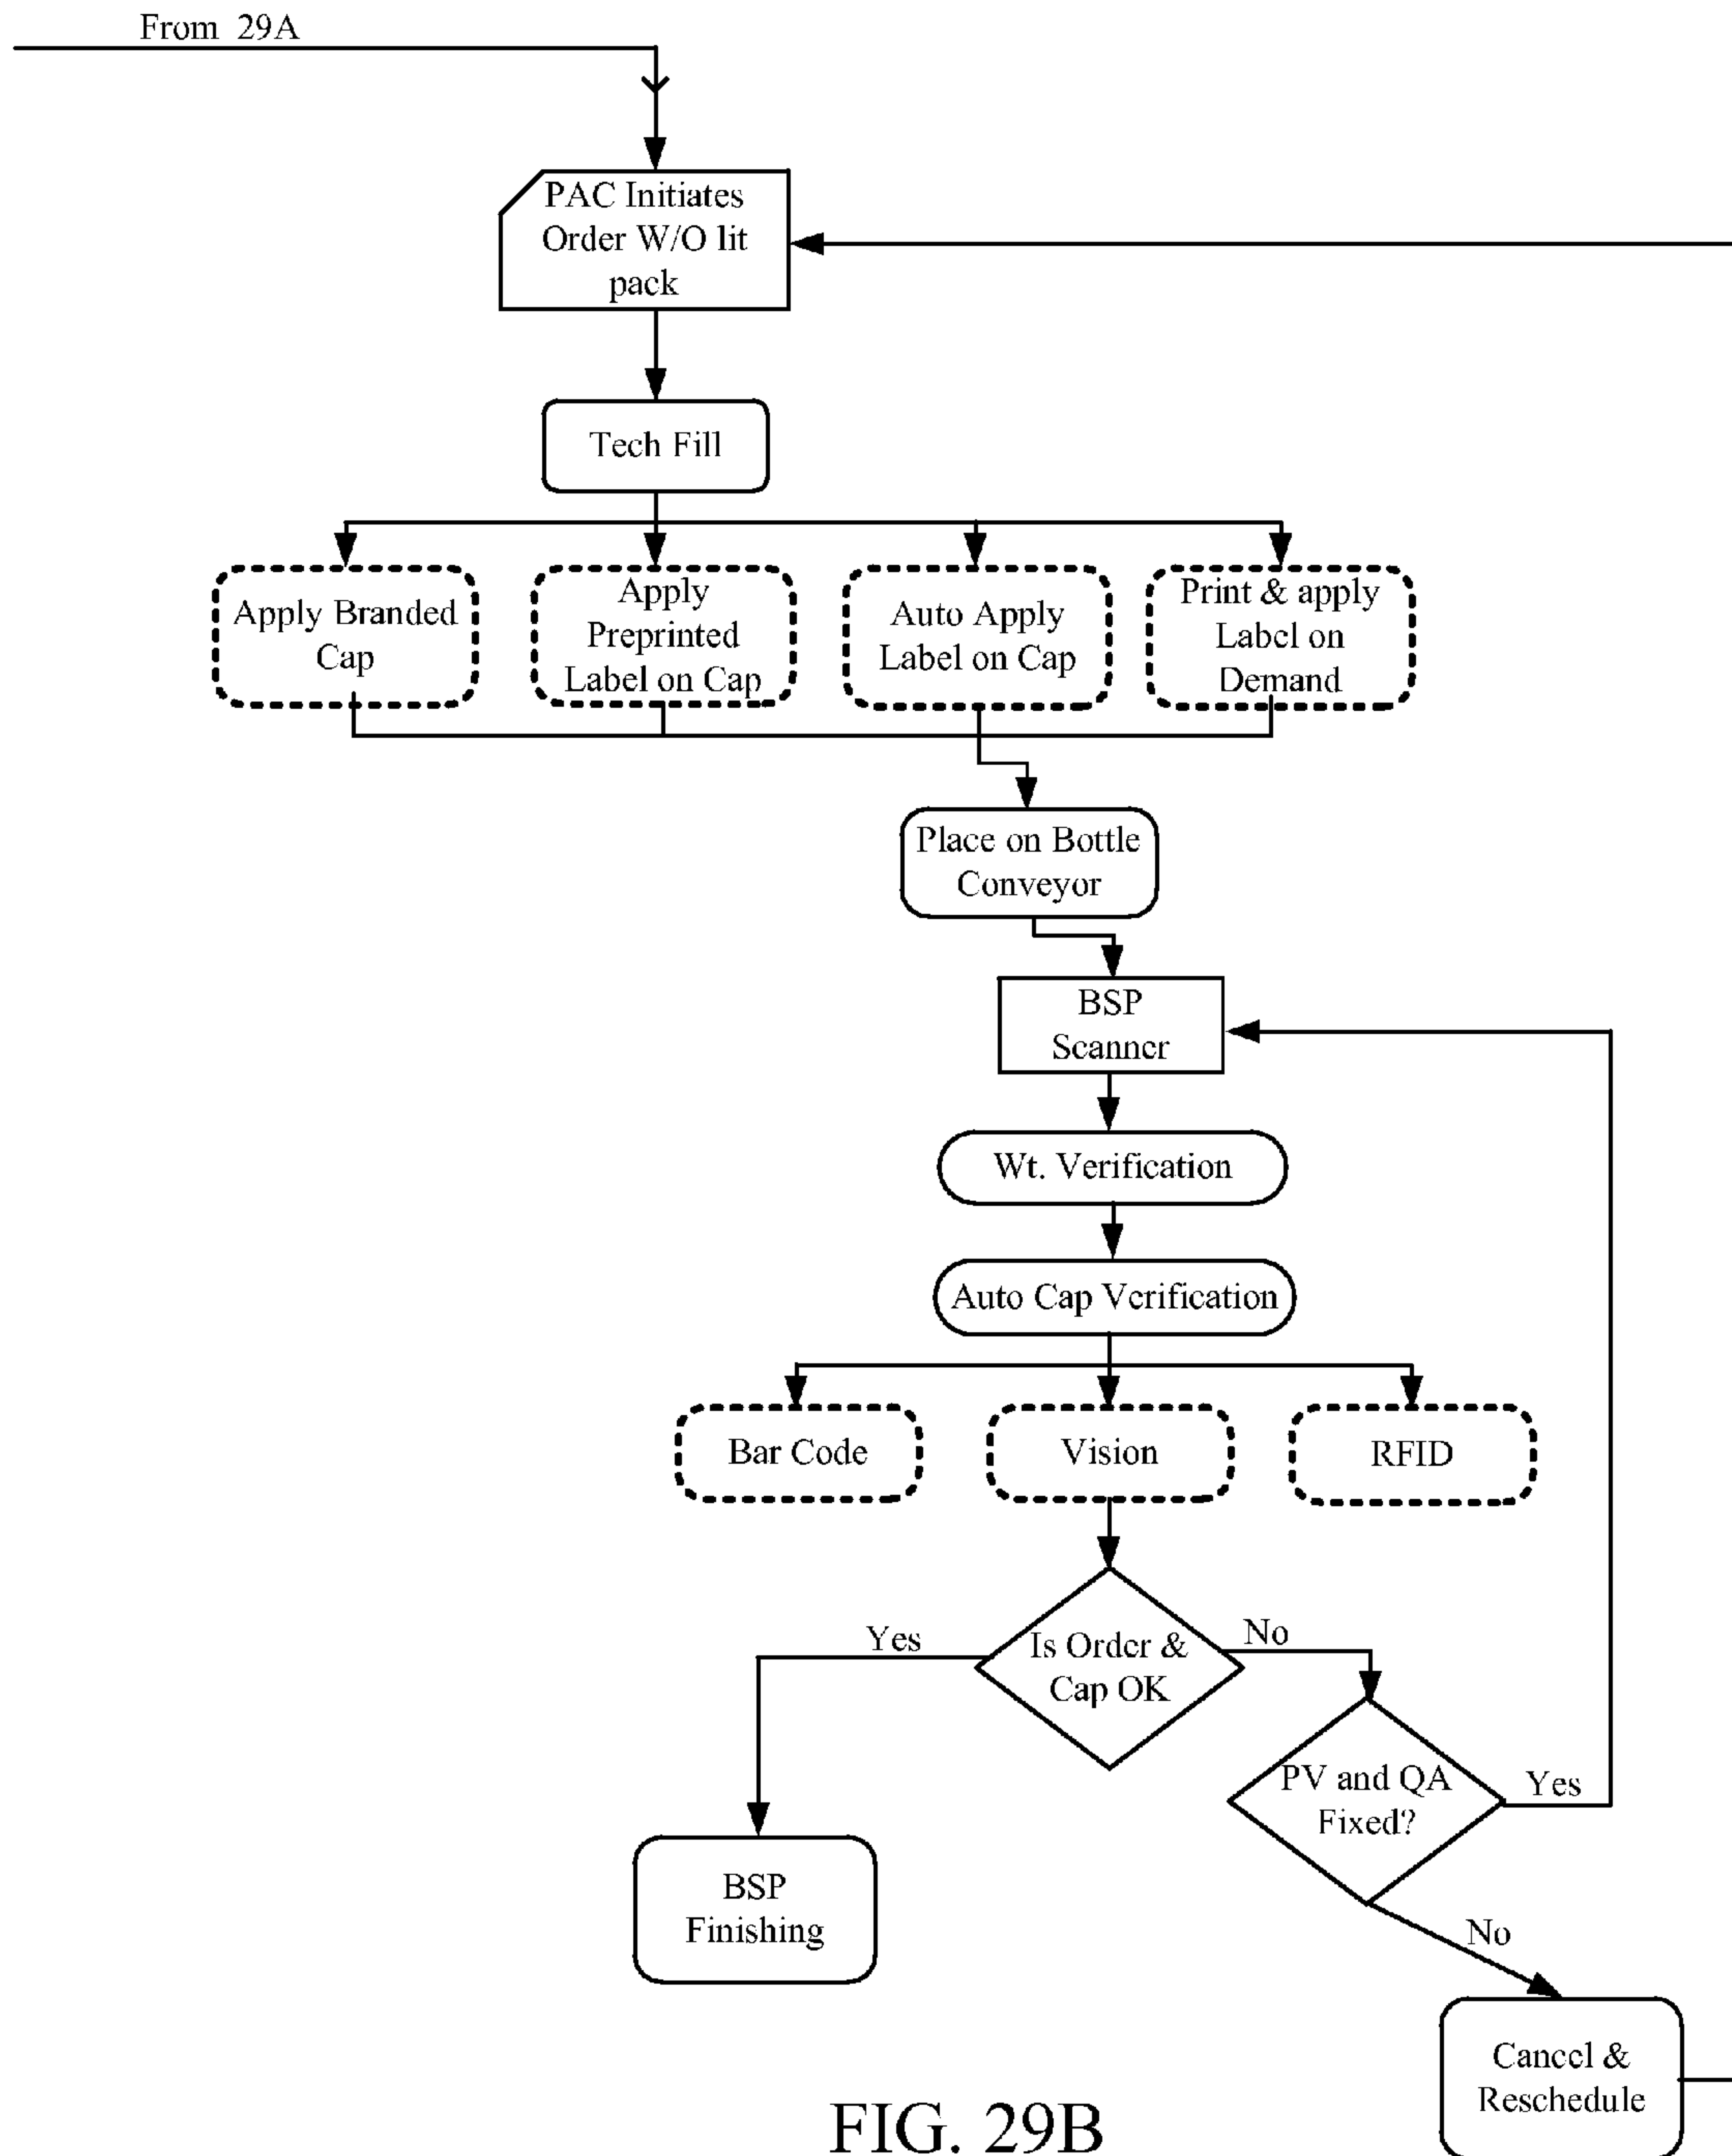 From 29A
PAC Initiates
Order W/O lit
pack
Tech Fill
Apply Branded
Cap
Apply
Preprinted
Label on Cap
Auto Apply
Label on Cap
Print & apply
Label on
Demand
Place on Bottle
Conveyor
BSP
Scanner
Wt. Verification
Auto Cap Verification
Bar Code
Vision
RFID
Is Order &
Cap OK
Yes
No
PV and QA
Fixed?
Yes
BSP
Finishing
No
Cancel &
Reschedule
FIG. 29B